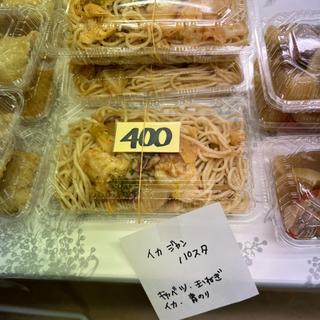 400
イカ ジャン
パスタ
キャベツ・玉ねぎ
イカ、青のり